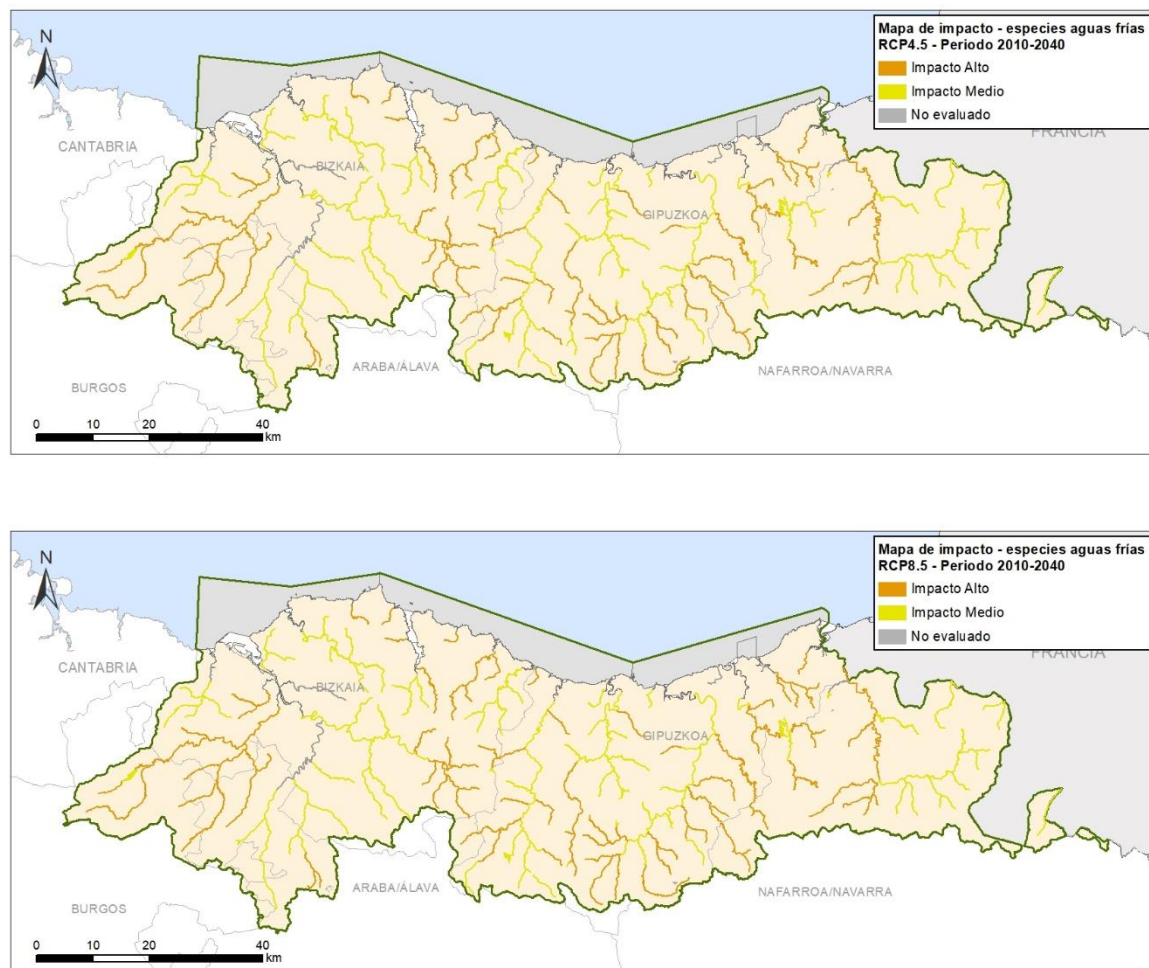 Mapa de impacto - especies aguas frías
RCP4.5 - Periodo 2010-2040
Impacto Alto
Impacto Medio
No evaluado
N
FRANCIA
CANTABRIA
BIZKAIA
GIPUZKOA
ARABA/ÁLAVA
NAFARROA/NAVARRA
BURGOS
0 10 20 40
km
Mapa de impacto - especies aguas frías
RCP8.5 - Periodo 2010-2040
Impacto Alto
Impacto Medio
No evaluado
N
FRANCIA
CANTABRIA
BIZKAIA
GIPUZKOA
ARABA/ÁLAVA
NAFARROA/NAVARRA
BURGOS
0 10 20 40
km